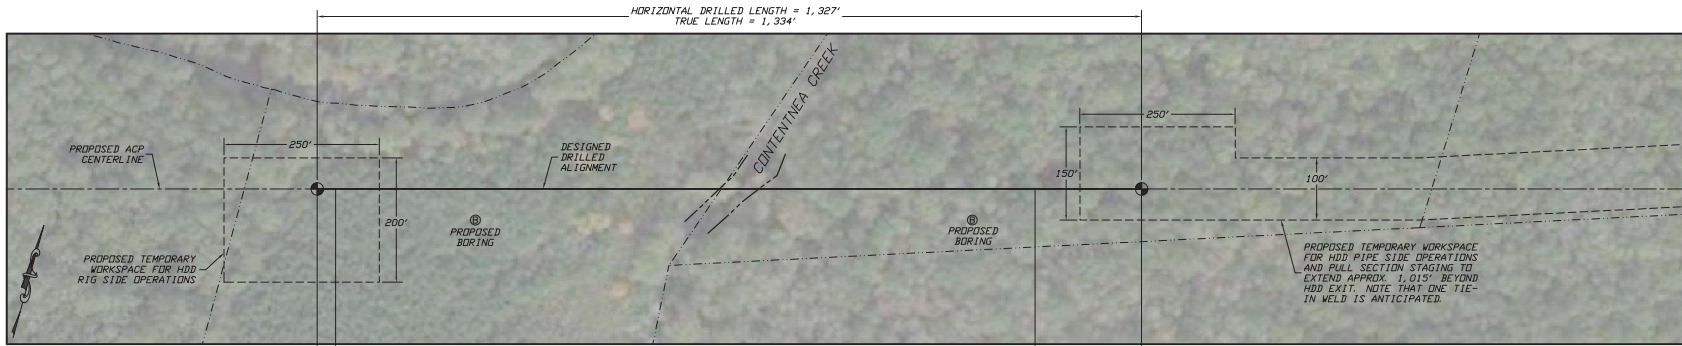 HORIZONTAL DRILLED LENGTH = 1,327'
TRUE LENGTH = 1,334'
CONTENTNEA CREEK
PROPOSED ACP
CENTERLINE
250'
DESIGNED
DRILLED
ALIGNMENT
250'
150'
100'
200'
B
PROPOSED
BORING
B
PROPOSED
BORING
PROPOSED TEMPORARY
WORKSPACE FOR HDD
RIG SIDE OPERATIONS
PROPOSED TEMPORARY WORKSPACE
FOR HDD PIPE SIDE OPERATIONS
AND PULL SECTION STAGING TO
EXTEND APPROX. 1,015' BEYOND
HDD EXIT. NOTE THAT ONE TIE-
IN WELD IS ANTICIPATED.